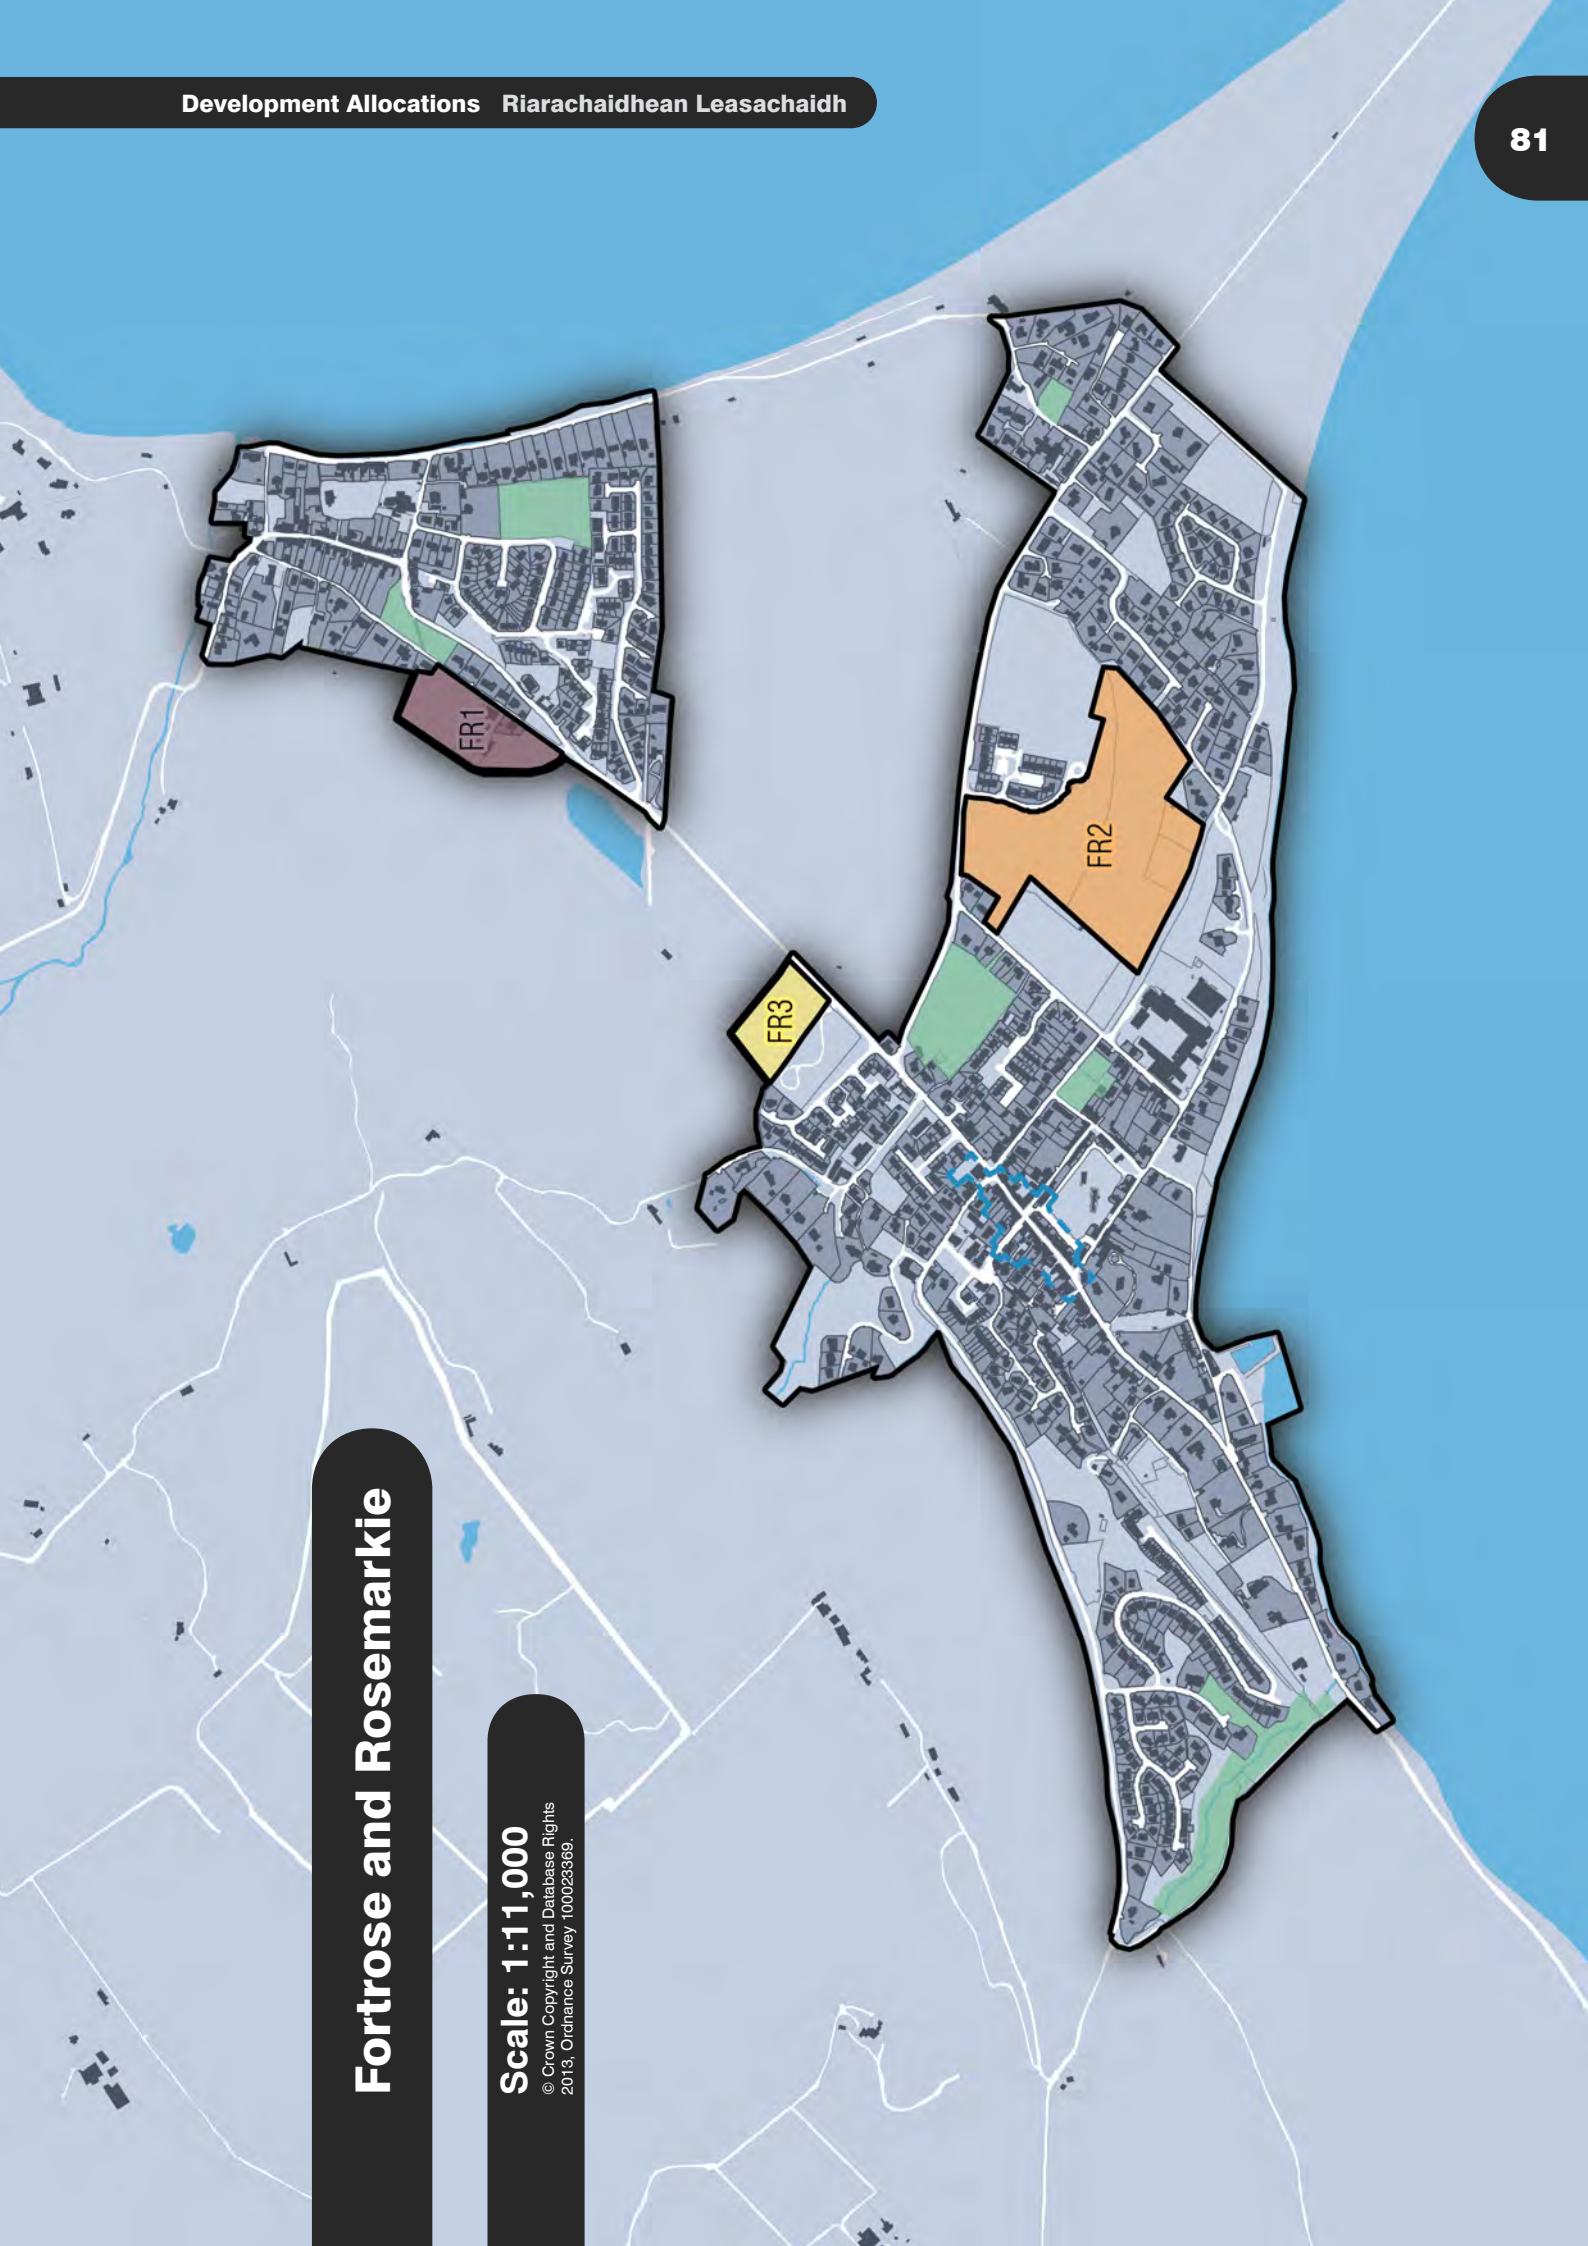 Development Allocations Riarachaidhean Leasachaidh
81
Fortrose and Rosemarkie
Scale: 1:11,000
© Crown Copyright and Database Rights
2013, Ordnance Survey 100023369.
FR1
FR2
FR3